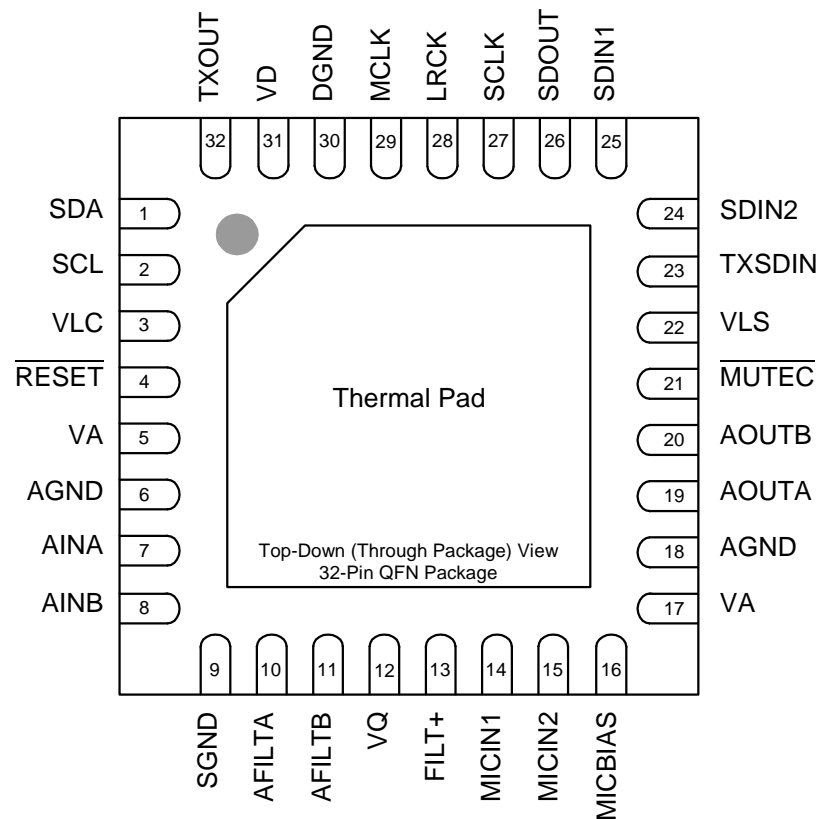 TXOUT
VD
DGND
MCLK
LRCK
SCLK
SDOUT
SDIN1
32
31
30
29
28
27
26
25
SDA 1
SCL 2
VLC 3
RESET 4
VA 5
AGND 6
AINA 7
AINB 8
24 SDIN2
23 TXSDIN
22 VLS
21 MUTEC
20 AOUTB
19 AOUTA
18 AGND
17 VA
Thermal Pad
Top-Down (Through Package) View
32-Pin QFN Package
9
10
11
12
13
14
15
16
SGND
AFILTA
AFILTB
VQ
FILT+
MICIN1
MICIN2
MICBIAS